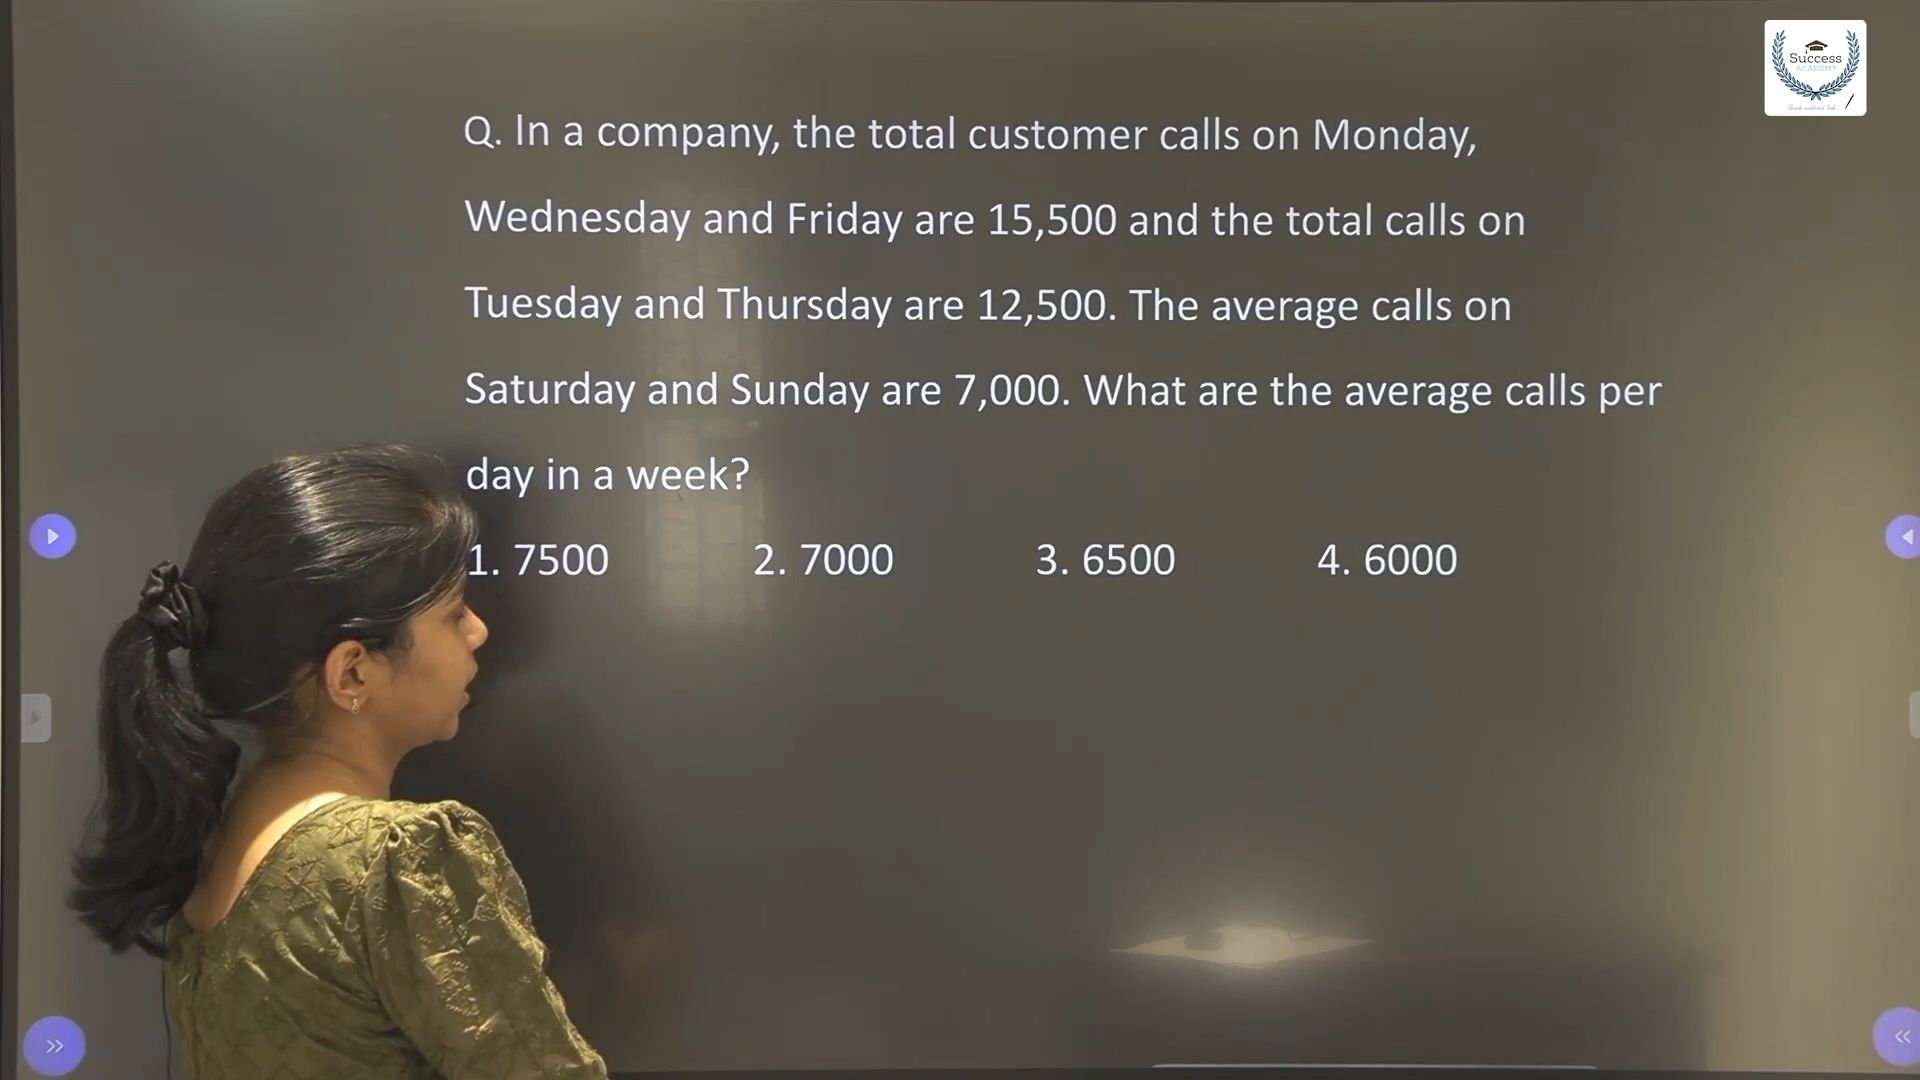 Success
ACADEMY
Q. In a company, the total customer calls on Monday,
Wednesday and Friday are 15,500 and the total calls on
Tuesday and Thursday are 12,500. The average calls on
Saturday and Sunday are 7,000. What are the average calls per
day in a week?
1. 7500 2. 7000 3. 6500 4. 6000